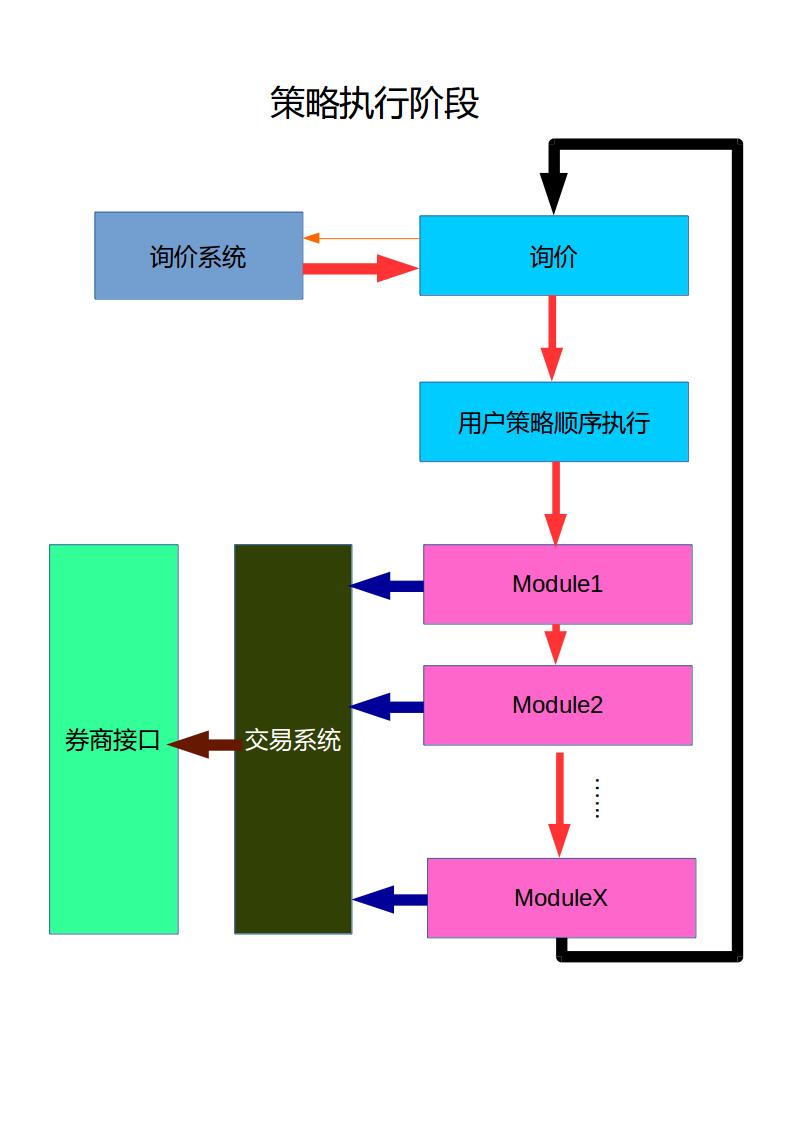 策略执行阶段
询价系统
询价
用户策略顺序执行
Module1
Module2
券商接口
交易系统
......
ModuleX